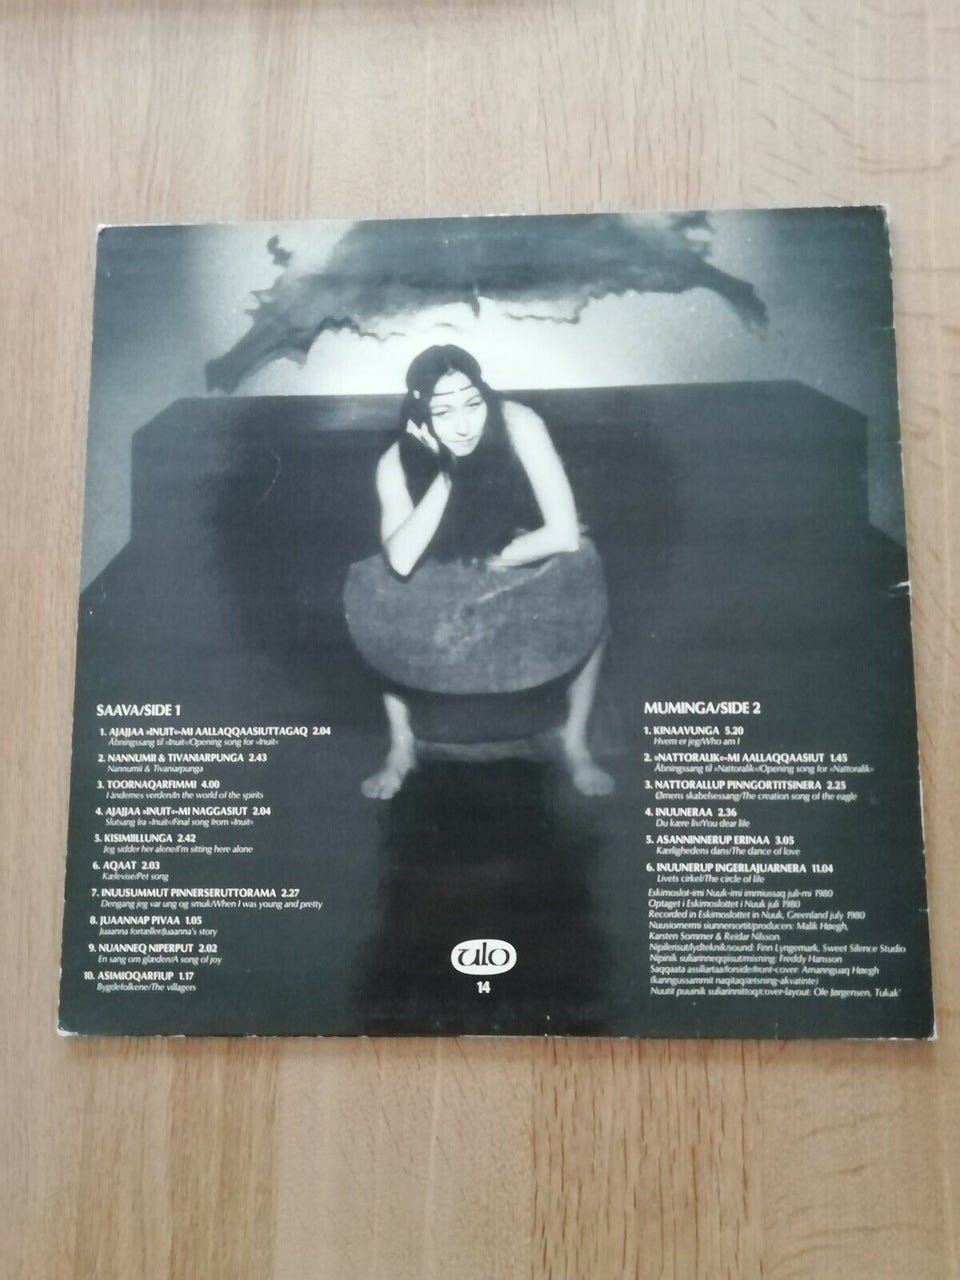 SAAVA/SIDE 1
1. AJAJJAA »INUIT«-MI AALLAQQAASIUTTAGAQ 2.04
Åbningssang til »Inuit«/Opening song for »Inuit«
2. NANNUMII & TIVANIARPUNGA 2.43
Nannumii & Tivaniarpunga
3. TOORNAQARFIMMI 4.00
I åndernes verden/In the world of the spirits
4. AJAJJAA »INUIT«-MI NAGGASIUT 2.04
Slutsang fra »Inuit«/Final song from »Inuit«
5. KISIMIILLUNGA 2.42
Jeg sidder her alene/I'm sitting here alone
6. AQAAT 2.03
Kælevise/Pet song
7. INUUSUMMUT PINNERSERUTTORAMA 2.27
Dengang jeg var ung og smuk/When I was young and pretty
8. JUAANNAP PIVAA 1.05
Juaanna fortæller/Juaanna's story
9. NUANNEQ NIPERPUT 2.02
En sang om glæden/A song of joy
10. ASIMIOQARFIUP 1.17
Bygdefolkene/The villagers
ulo
14
MUMINGA/SIDE 2
1. KINAAVUNGA 5.20
Hvem er jeg/Who am I
2. »NATTORALIK«-MI AALLAQQAASIUT 1.45
Åbningssang til »Nattoralik«/Opening song for »Nattoralik«
3. NATTORALLUP PINNGORTITSINERA 2.25
Ørnens skabelsessang/The creation song of the eagle
4. INUUNERAA 2.36
Du kære liv/You dear life
5. ASANNINNERUP ERINAA 3.05
Kærlighedens dans/The dance of love
6. INUUNERUP INGERLAJUARNERA 11.04
Livets cirkel/The circle of life
Eskimoslot-imi Nuuk-imi immiussaq juli-mi 1980
Optaget i Eskimoslottet i Nuuk juli 1980
Recorded in Eskimoslottet in Nuuk, Greenland july 1980
Nuusiornermi siunnersortit/producers: Malik Høegh,
Karsten Sommer & Reidar Nilsson.
Nipilerisut/lydteknik/sound: Finn Lyngemark, Sweet Silence Studio
Nipinik suliarinneqqiisut/mixning: Freddy Hansson
Saqqaata assiliartaa/forside/front-cover: Amannguaq Høegh
(kanngussammit naqitaq/ætsning-akvatinte)
Nuutit puuinik suliarinnittoq/cover-layout: Ole Jørgensen, Tukak'